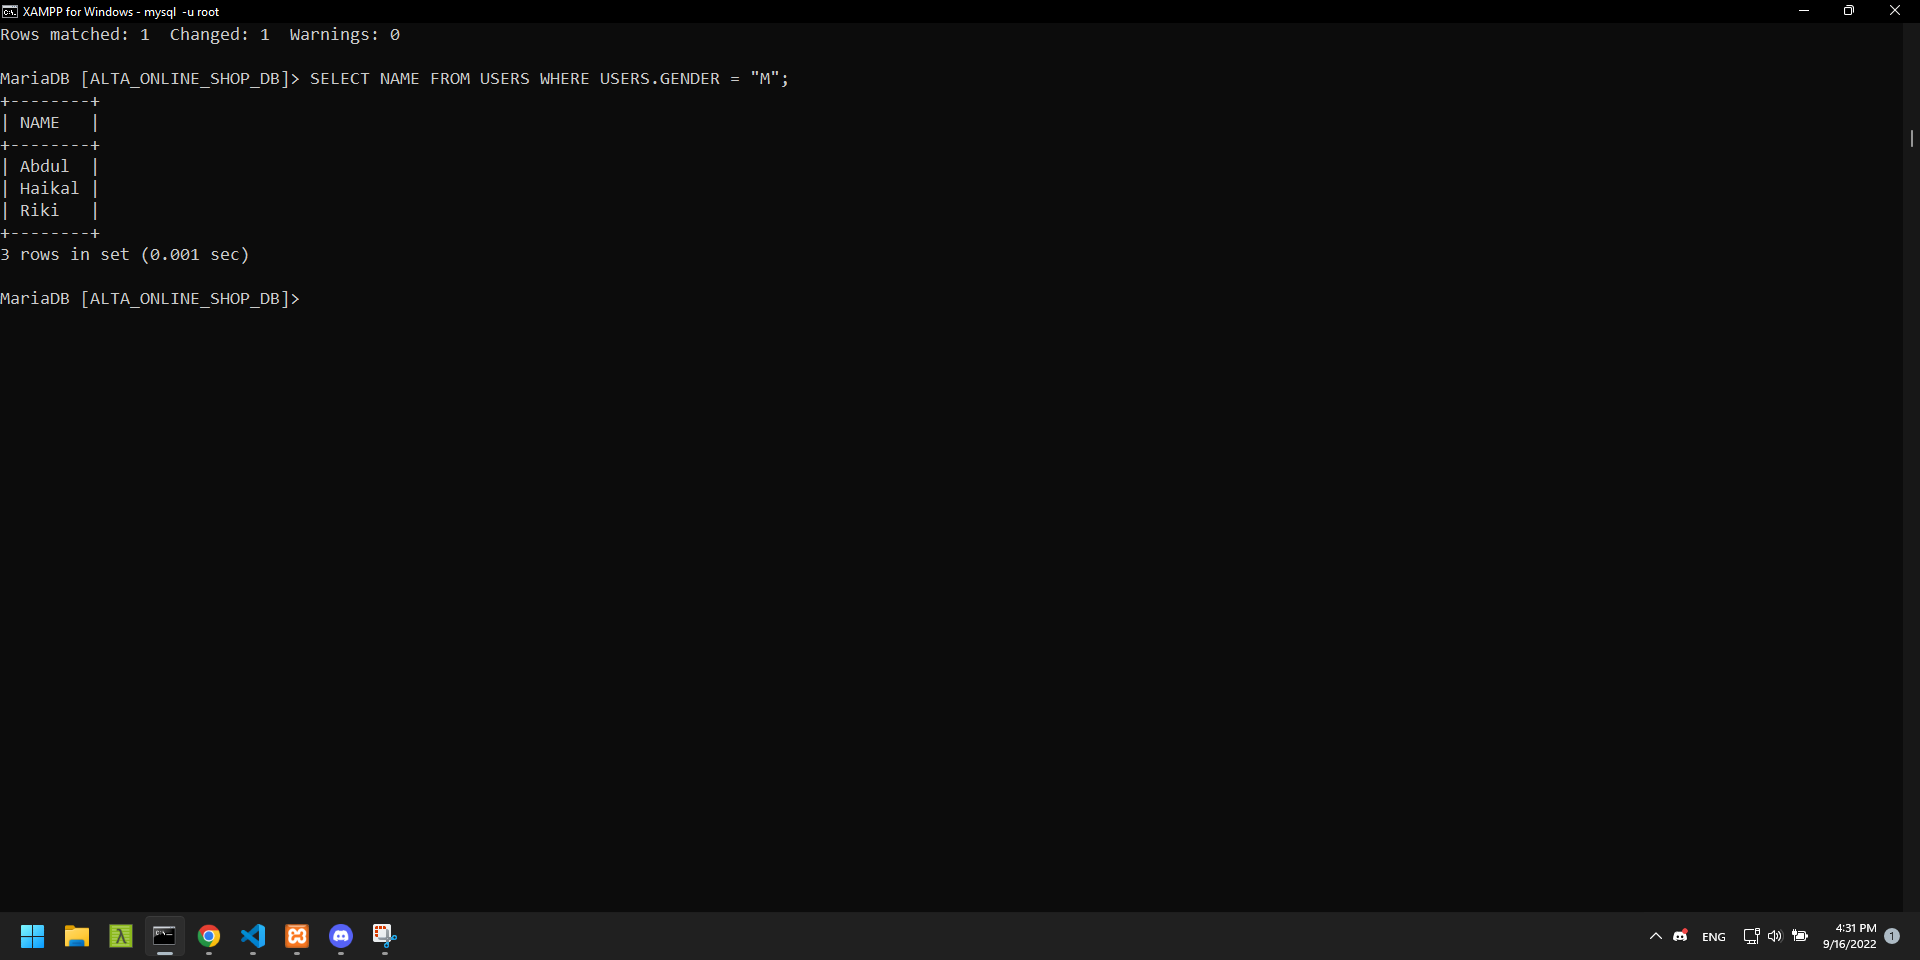 XAMPP for Windows - mysql  -u root
Rows matched: 1  Changed: 1  Warnings: 0
MariaDB [ALTA_ONLINE_SHOP_DB]> SELECT NAME FROM USERS WHERE USERS.GENDER = "M";
+--------+
| NAME   |
+--------+
| Abdul  |
| Haikal |
| Riki   |
+--------+
3 rows in set (0.001 sec)
MariaDB [ALTA_ONLINE_SHOP_DB]>
ENG
4:31 PM
9/16/2022
1